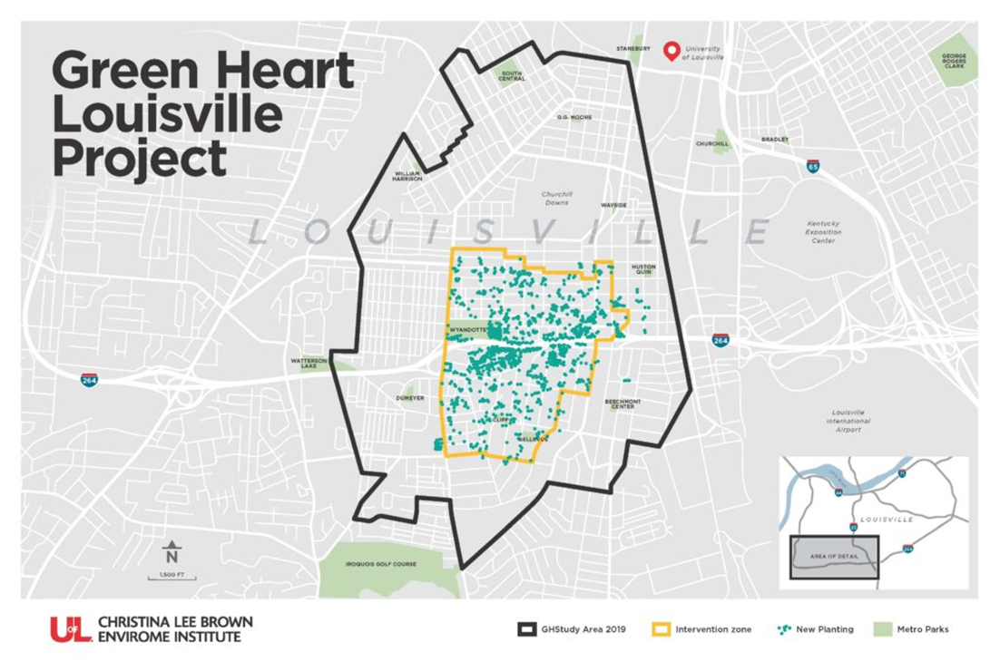 Green Heart
Louisville
Project
STANSBURY
University
of Louisville
GEORGE
ROGERS
CLARK
SOUTH
CENTRAL
G.G. MOORE
CHURCHILL
BRADLEY
65
WILLIAM
HARRISON
Churchill
Downs
WAYSIDE
LOUISVILLE
Kentucky
Exposition
Center
HUSTON
QUIN
WYANDOTTE
264
WATTERSON
LAKE
264
DUMEYER
BEECHMONT
CENTER
Louisville
International
Airport
CLIFF
BELLEVUE
LOUISVILLE
AREA OF DETAIL
N
1,500 FT
IROQUOIS GOLF COURSE
UofL
CHRISTINA LEE BROWN
ENVIROME INSTITUTE
GHStudy Area 2019
Intervention zone
New Planting
Metro Parks